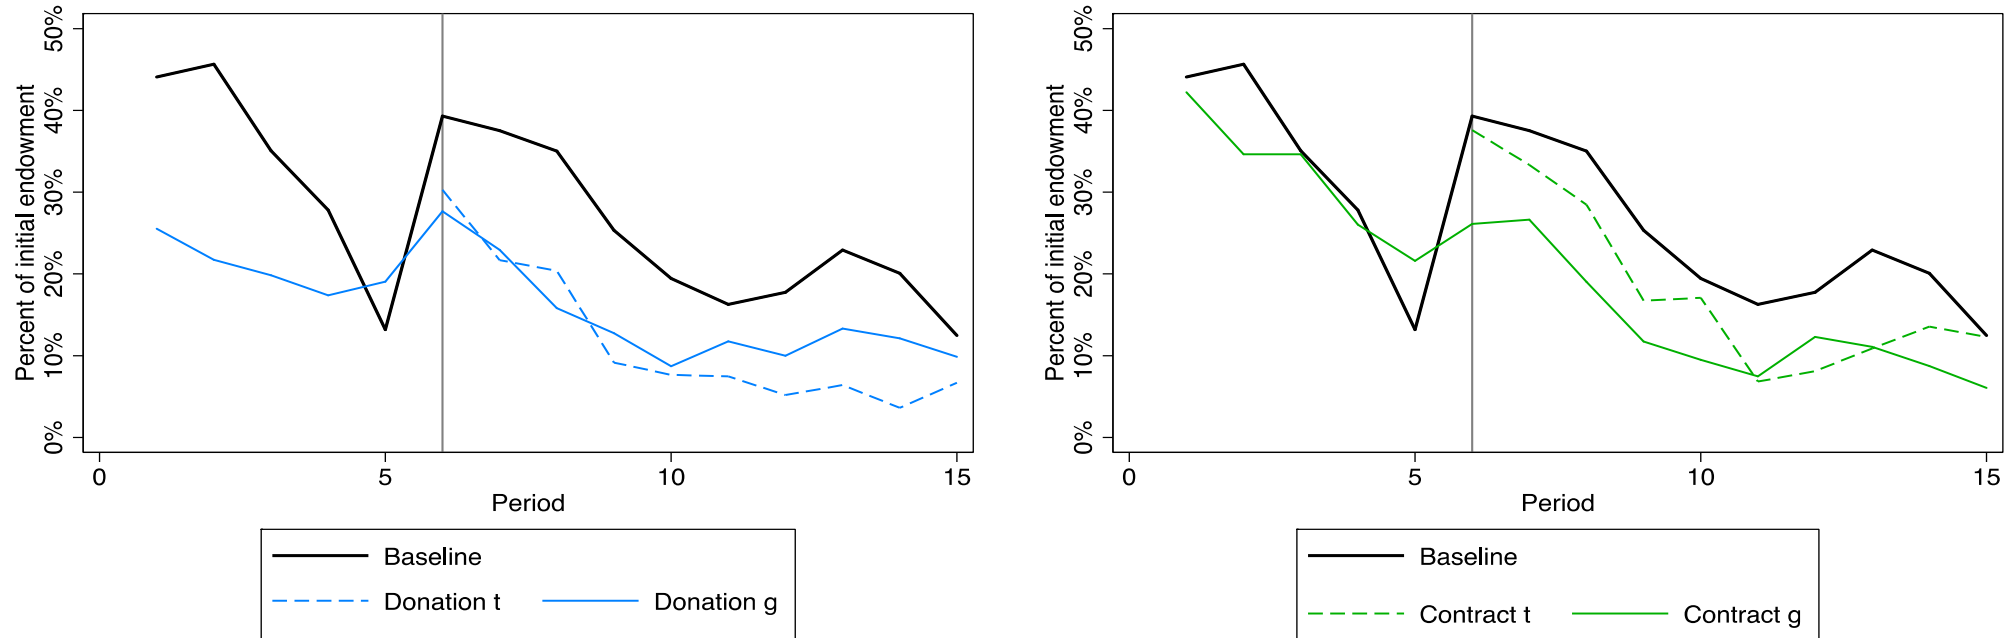 Percent of initial endowment
50%
40%
30%
20%
10%
0%
0 5 10 15
Period
Baseline
Donation t Donation g
Percent of initial endowment
50%
40%
30%
20%
10%
0%
0 5 10 15
Period
Baseline
Contract t Contract g